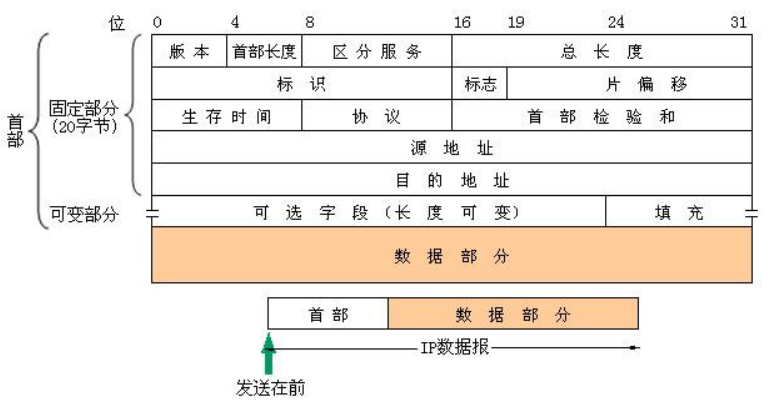 位 0 4 8 16 19 24 31
版本 首部长度 区分服务 总长度
标识 标志 片偏移
首部 固定部分
(20字节)
生存时间 协议 首部检验和
源地址
目的地址
可变部分 可选字段(长度可变) 填充
数据部分
首部 数据部分
IP数据报
发送在前